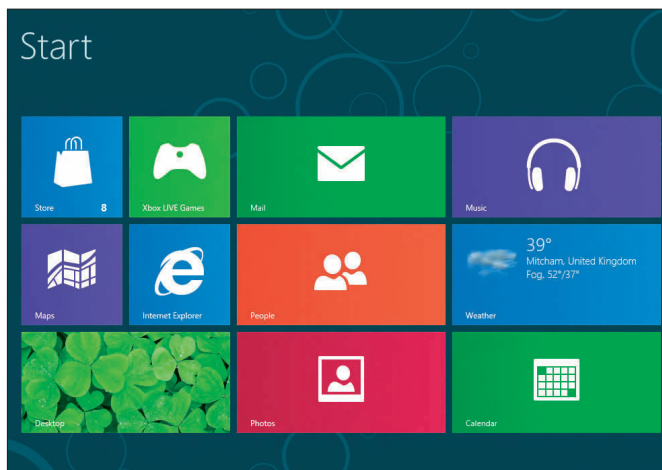 Start
Store 8
Xbox LIVE Games
Mail
Music
Maps
Internet Explorer
People
39°
Mitcham, United Kingdom
Fog, 52°/37°
Weather
Desktop
Photos
Calendar